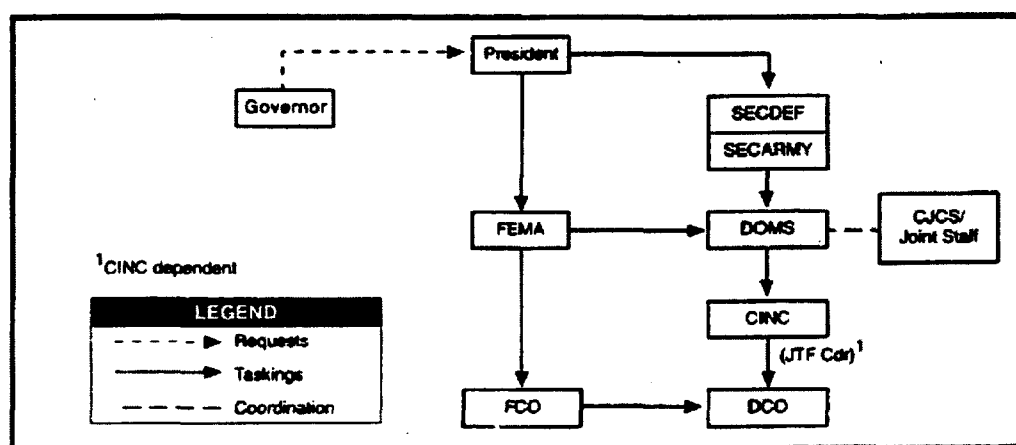 President
Governor
SECDEF
SECARMY
FEMA
DOMS
CJCS/
Joint Staff
¹CINC dependent
LEGEND
Requests
Taskings
Coordination
CINC
(JTF Cdr)¹
FCO
DCO